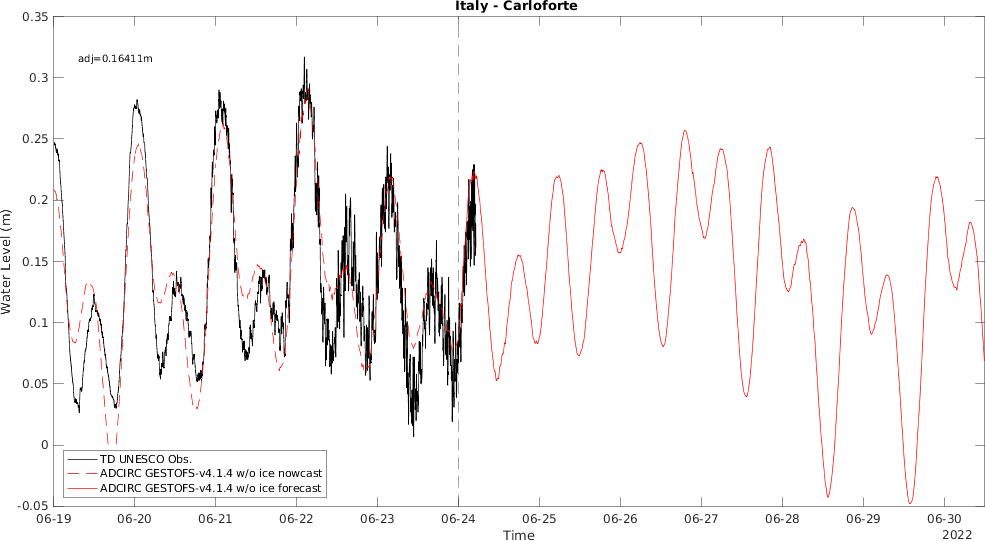 Italy - Carloforte
adj=0.16411m
Water Level (m)
0.35
0.3
0.25
0.2
0.15
0.1
0.05
0
-0.05
TD UNESCO Obs.
ADCIRC GESTOFS-v4.1.4 w/o ice nowcast
ADCIRC GESTOFS-v4.1.4 w/o ice forecast
06-19 06-20 06-21 06-22 06-23 06-24 06-25 06-26 06-27 06-28 06-29 06-30
Time
2022